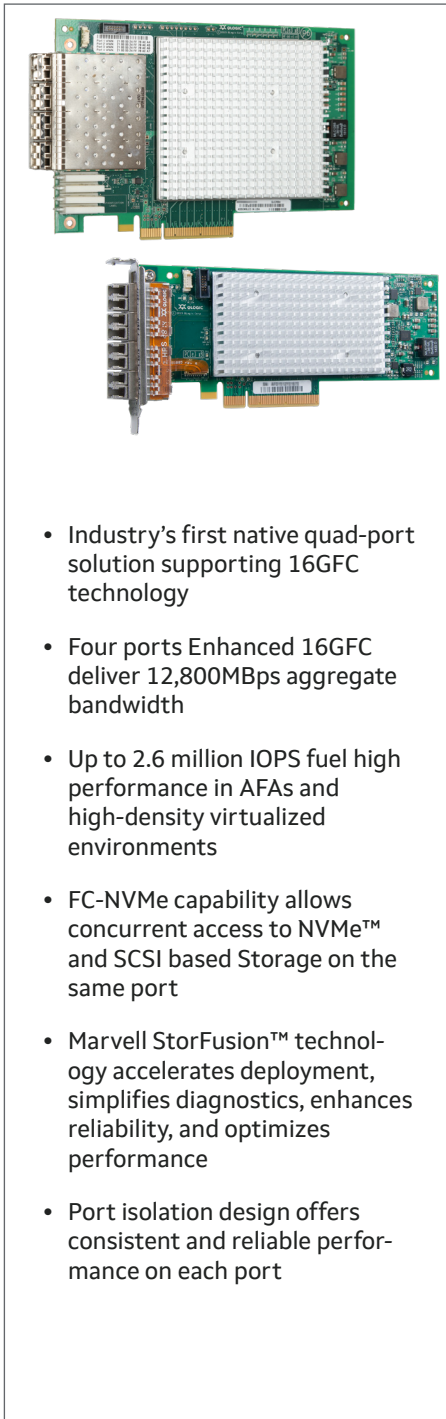 QLOGIC
QLOGIC
• Industry's first native quad-port
solution supporting 16GFC
technology
• Four ports Enhanced 16GFC
deliver 12,800MBps aggregate
bandwidth
• Up to 2.6 million IOPS fuel high
performance in AFAs and
high-density virtualized
environments
• FC-NVMe capability allows
concurrent access to NVMe™
and SCSI based Storage on the
same port
• Marvell StorFusion™ technol-
ogy accelerates deployment,
simplifies diagnostics, enhances
reliability, and optimizes
performance
• Port isolation design offers
consistent and reliable perfor-
mance on each port